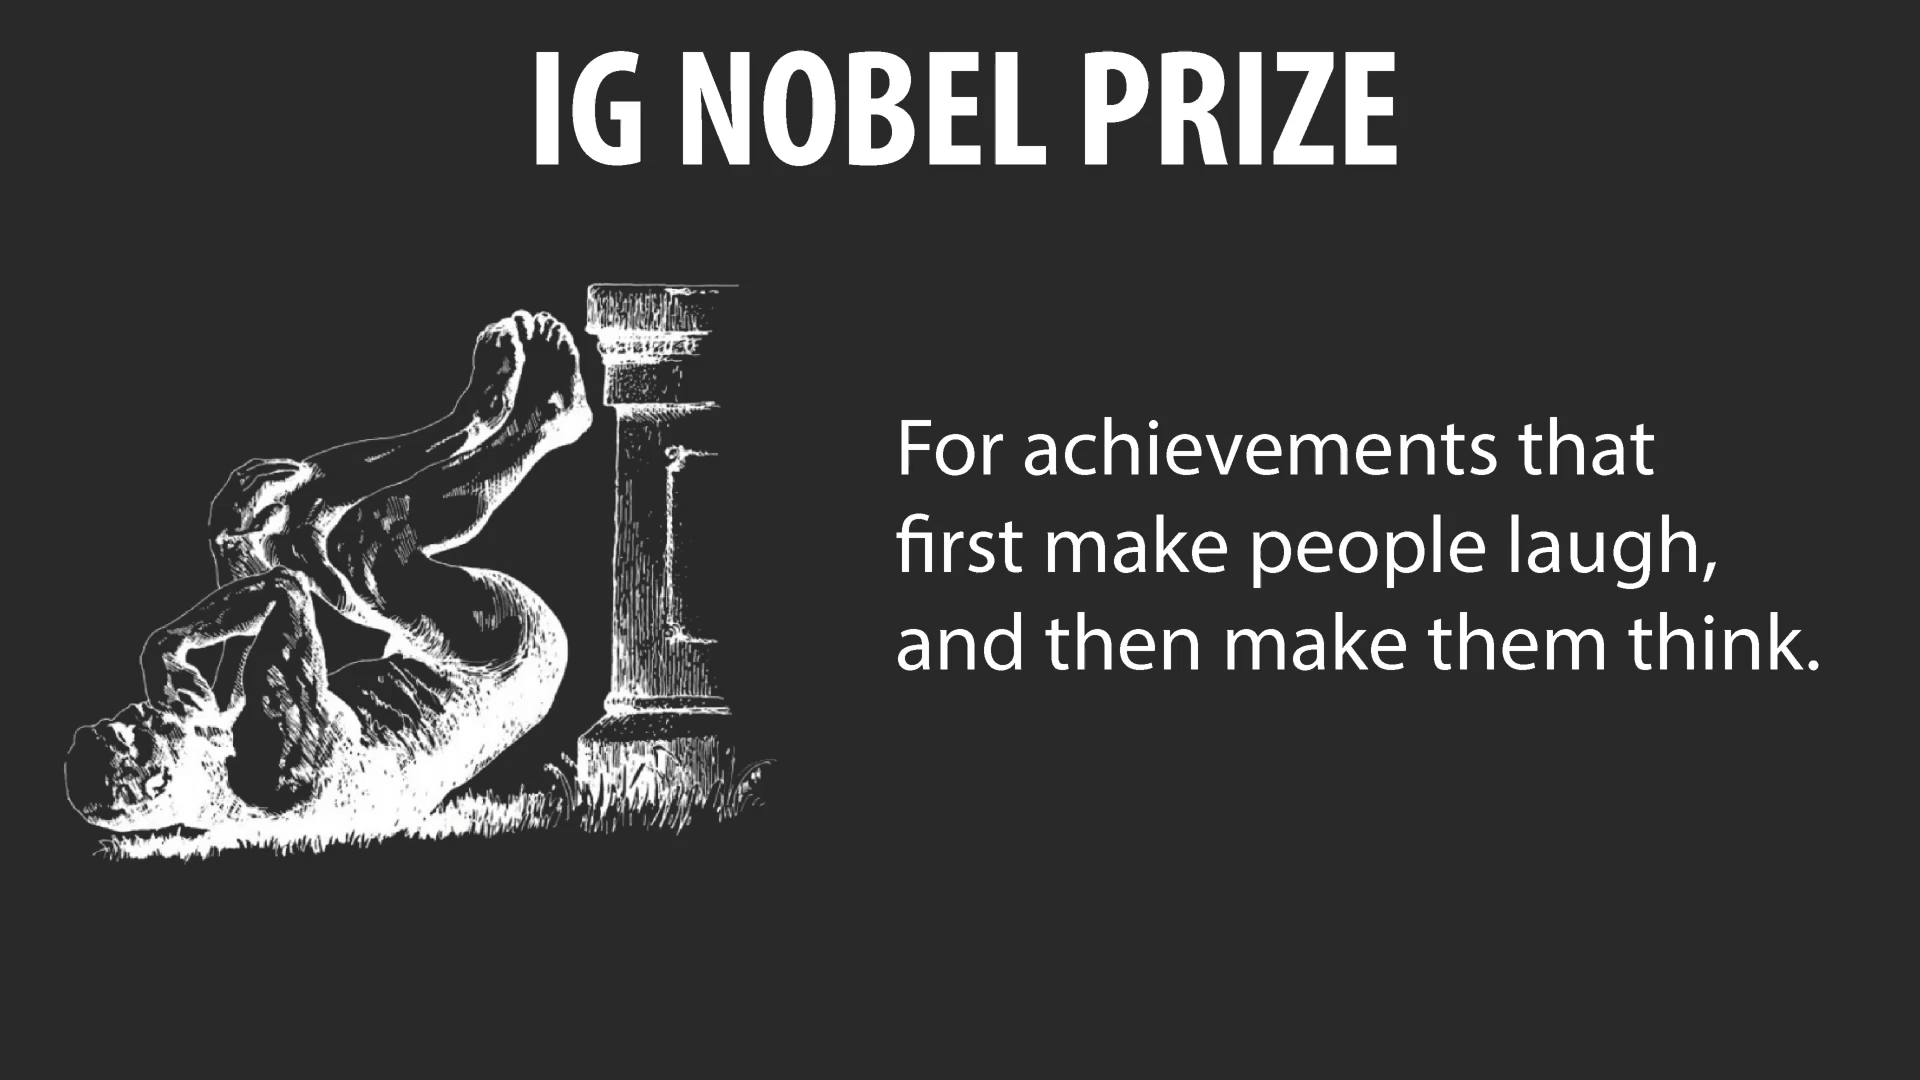 IG NOBEL PRIZE
For achievements that
first make people laugh,
and then make them think.